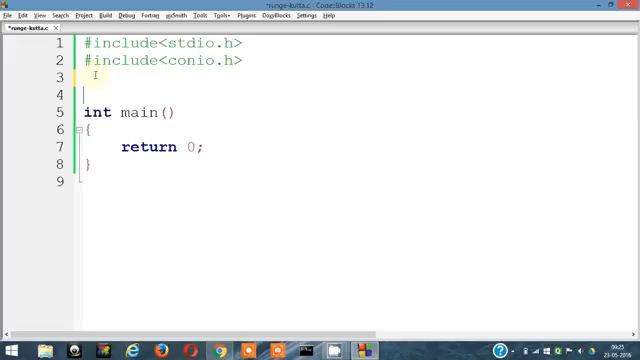 *runge-kutta.c - Code::Blocks 13.12
File Edit View Search Project Build Debug Fortran wxSmith Tools Tools+ Plugins DoxyBlocks Settings Help
*runge-kutta.c
1 #include<stdio.h>
2 #include<conio.h>
3
4
5 int main()
6 {
7 return 0;
8 }
9
09:25
23-05-2016